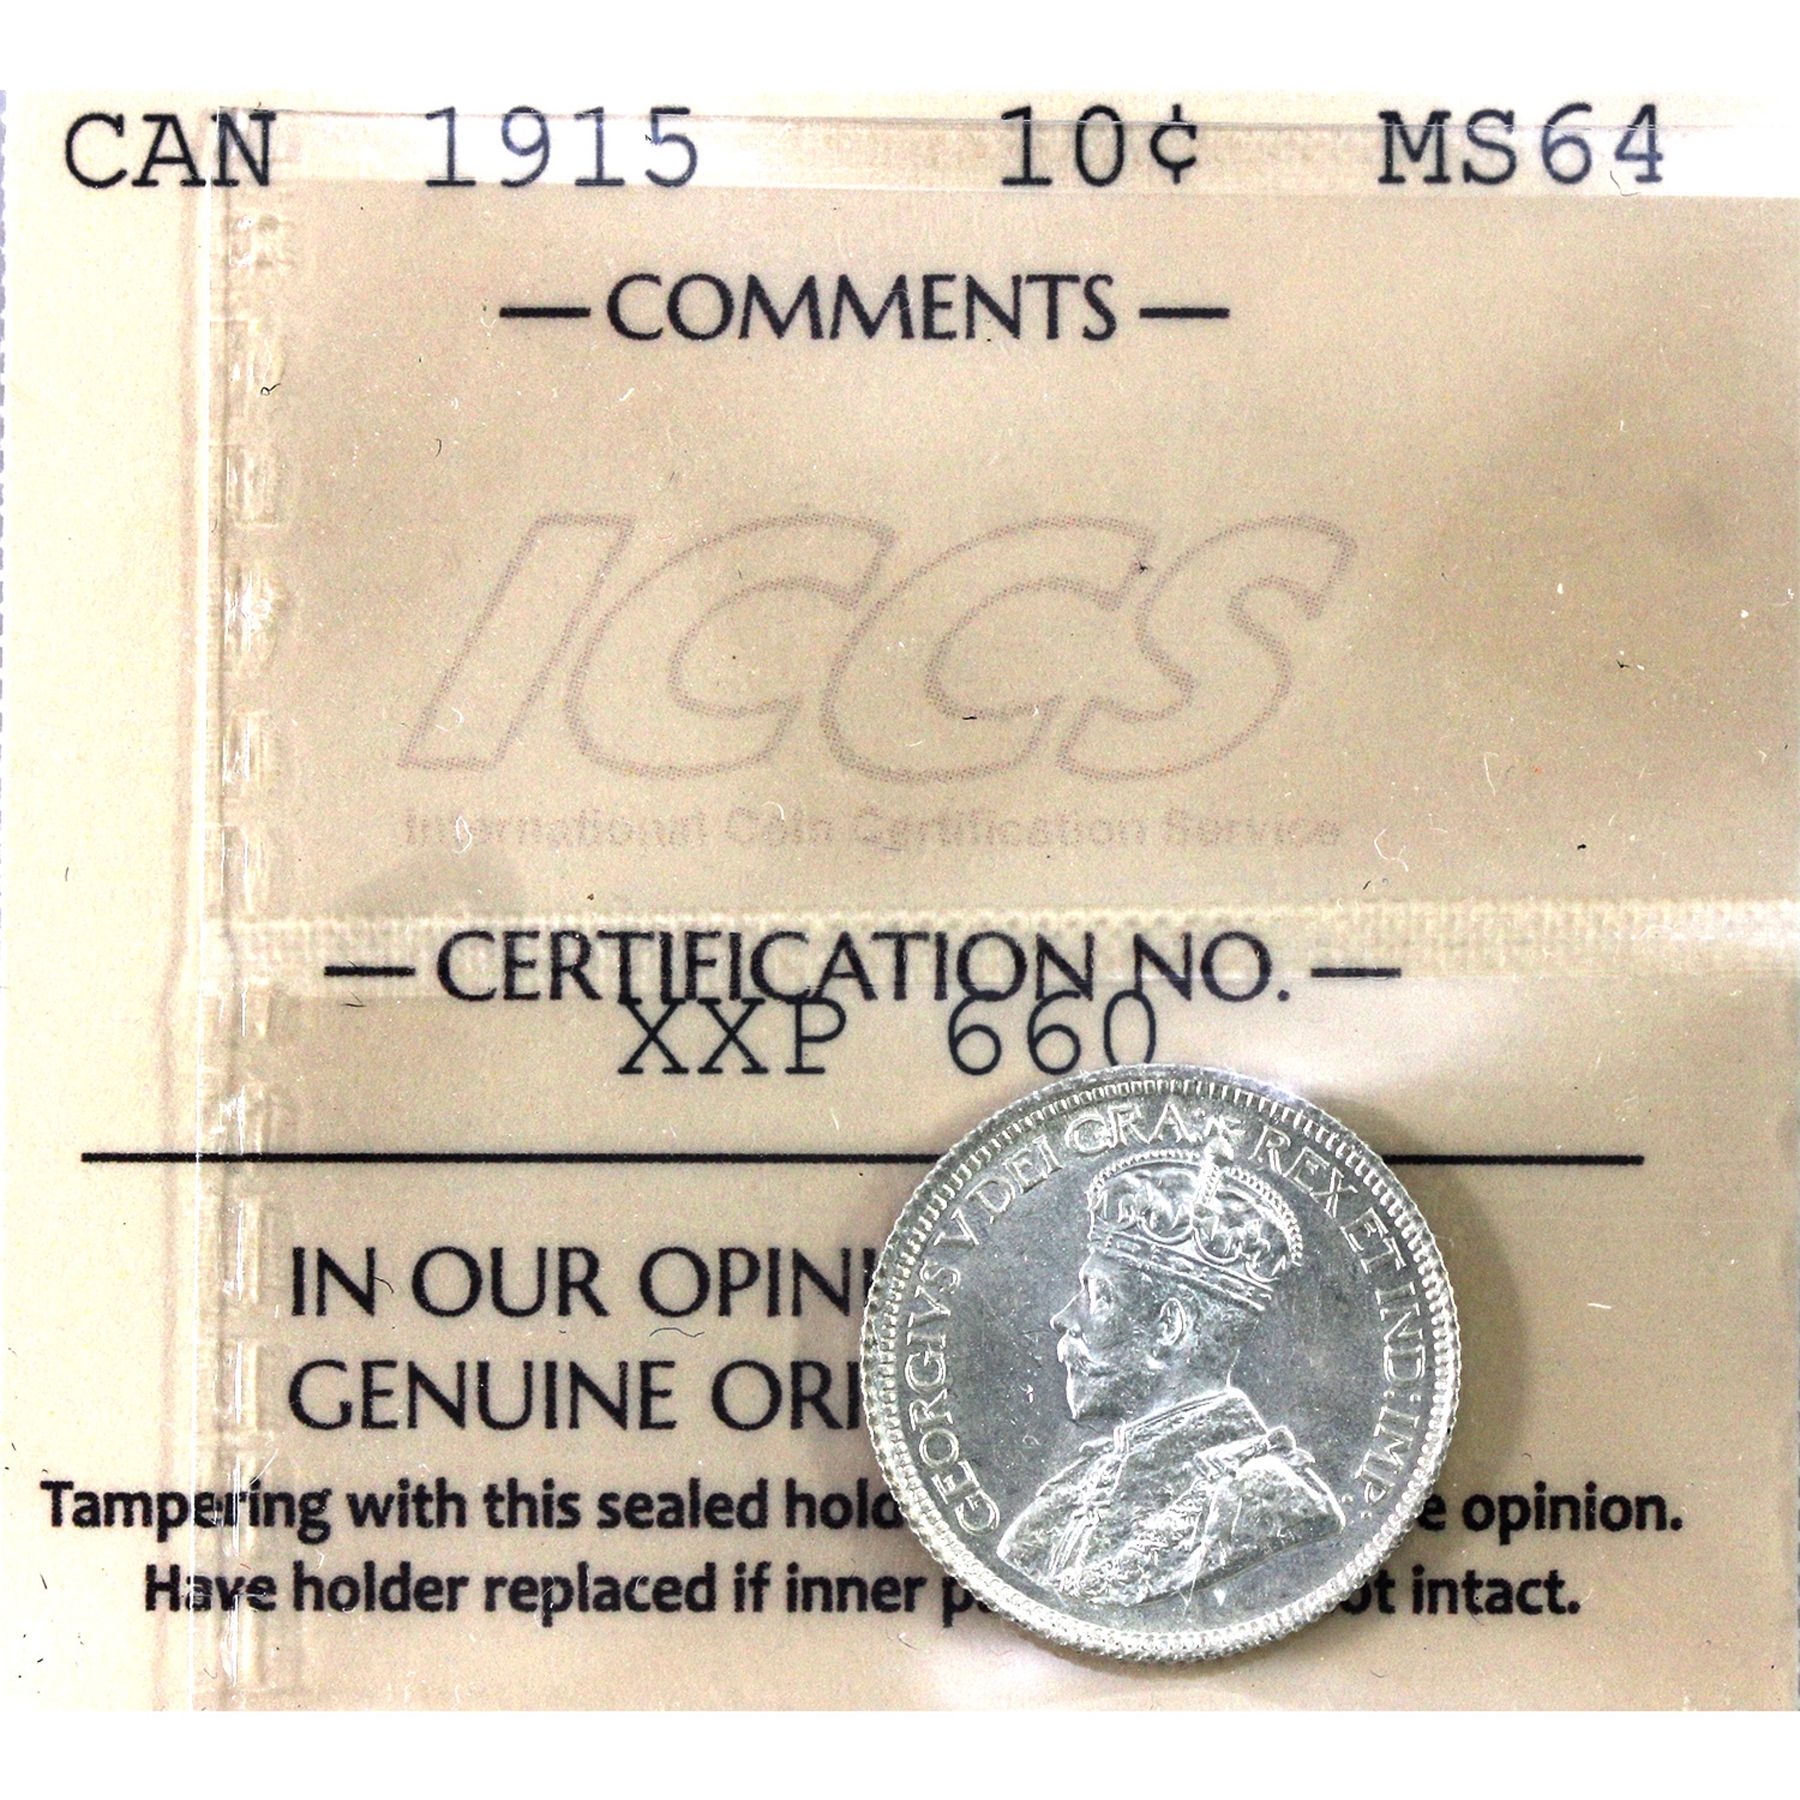 CAN 1915 10¢ MS64
— COMMENTS —
ICCS
International Coin Certification Service
— CERTIFICATION NO. —
XXP 660
IN OUR OPINI
GENUINE ORI
Tampering with this sealed hold e opinion.
Have holder replaced if inner p ot intact.
GEORGIVS V DEI GRA: REX ET IND: IMP: